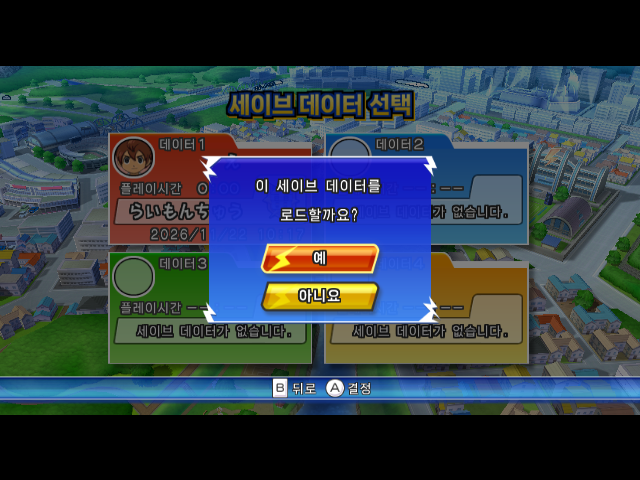 세이브 데이터 선택
데이터1
플레이시간 0
らいもんちゅう
2026/1
데이터2
--
데이터가 없습니다.
이 세이브 데이터를
로드할까요?
예
아니요
데이터3
플레이시간 --
세이브 데이터가 없습니다.
세이브 데이터가 없습니다.
B 뒤로 A 결정